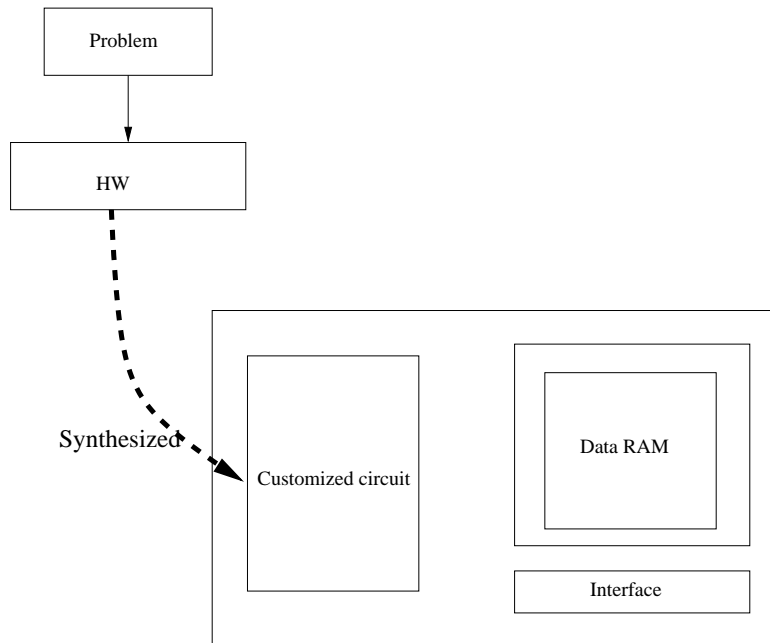 Problem
HW
Synthesized
Customized circuit
Data RAM
Interface